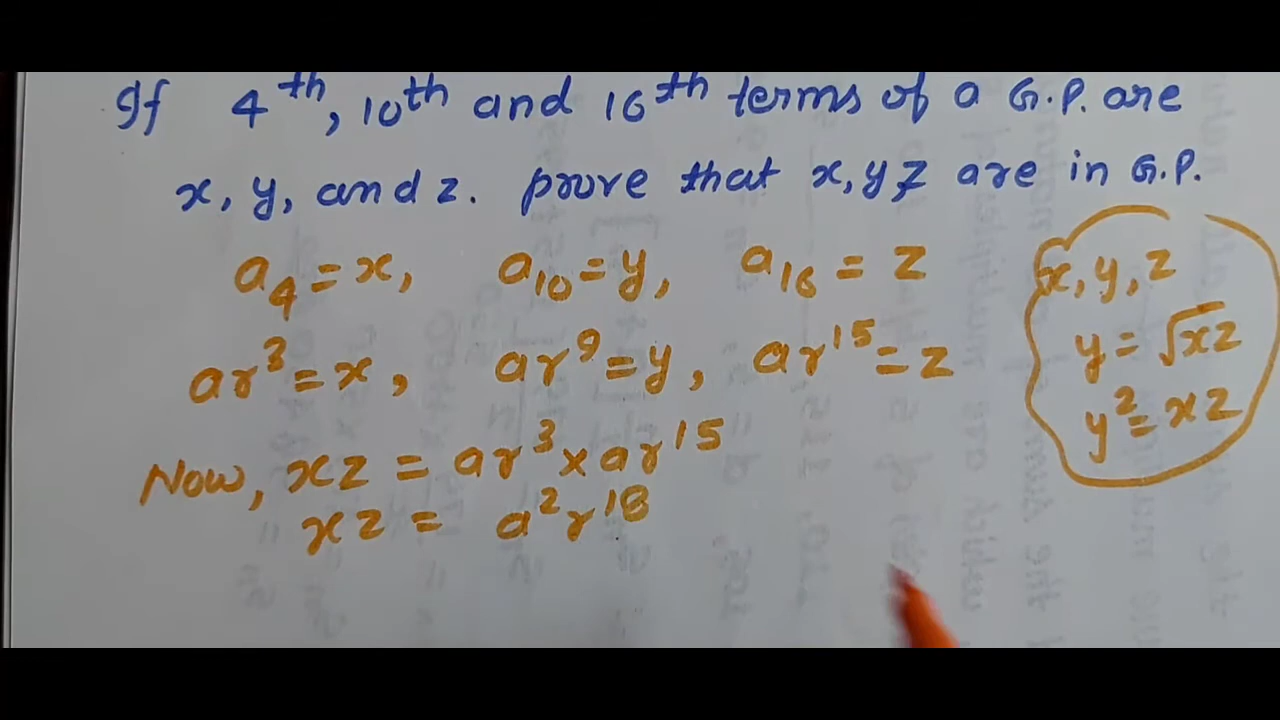 If 4th, 10th and 16th terms of a G.P. are
x, y, and z. prove that x, y z are in G.P.
a₄ = x, a₁₀ = y, a₁₆ = z
ar³ = x, ar⁹ = y, ar¹⁵ = z
Now, xz = ar³ × ar¹⁵
xz = a²r¹⁸
x, y, z
y = √xz
y² = xz